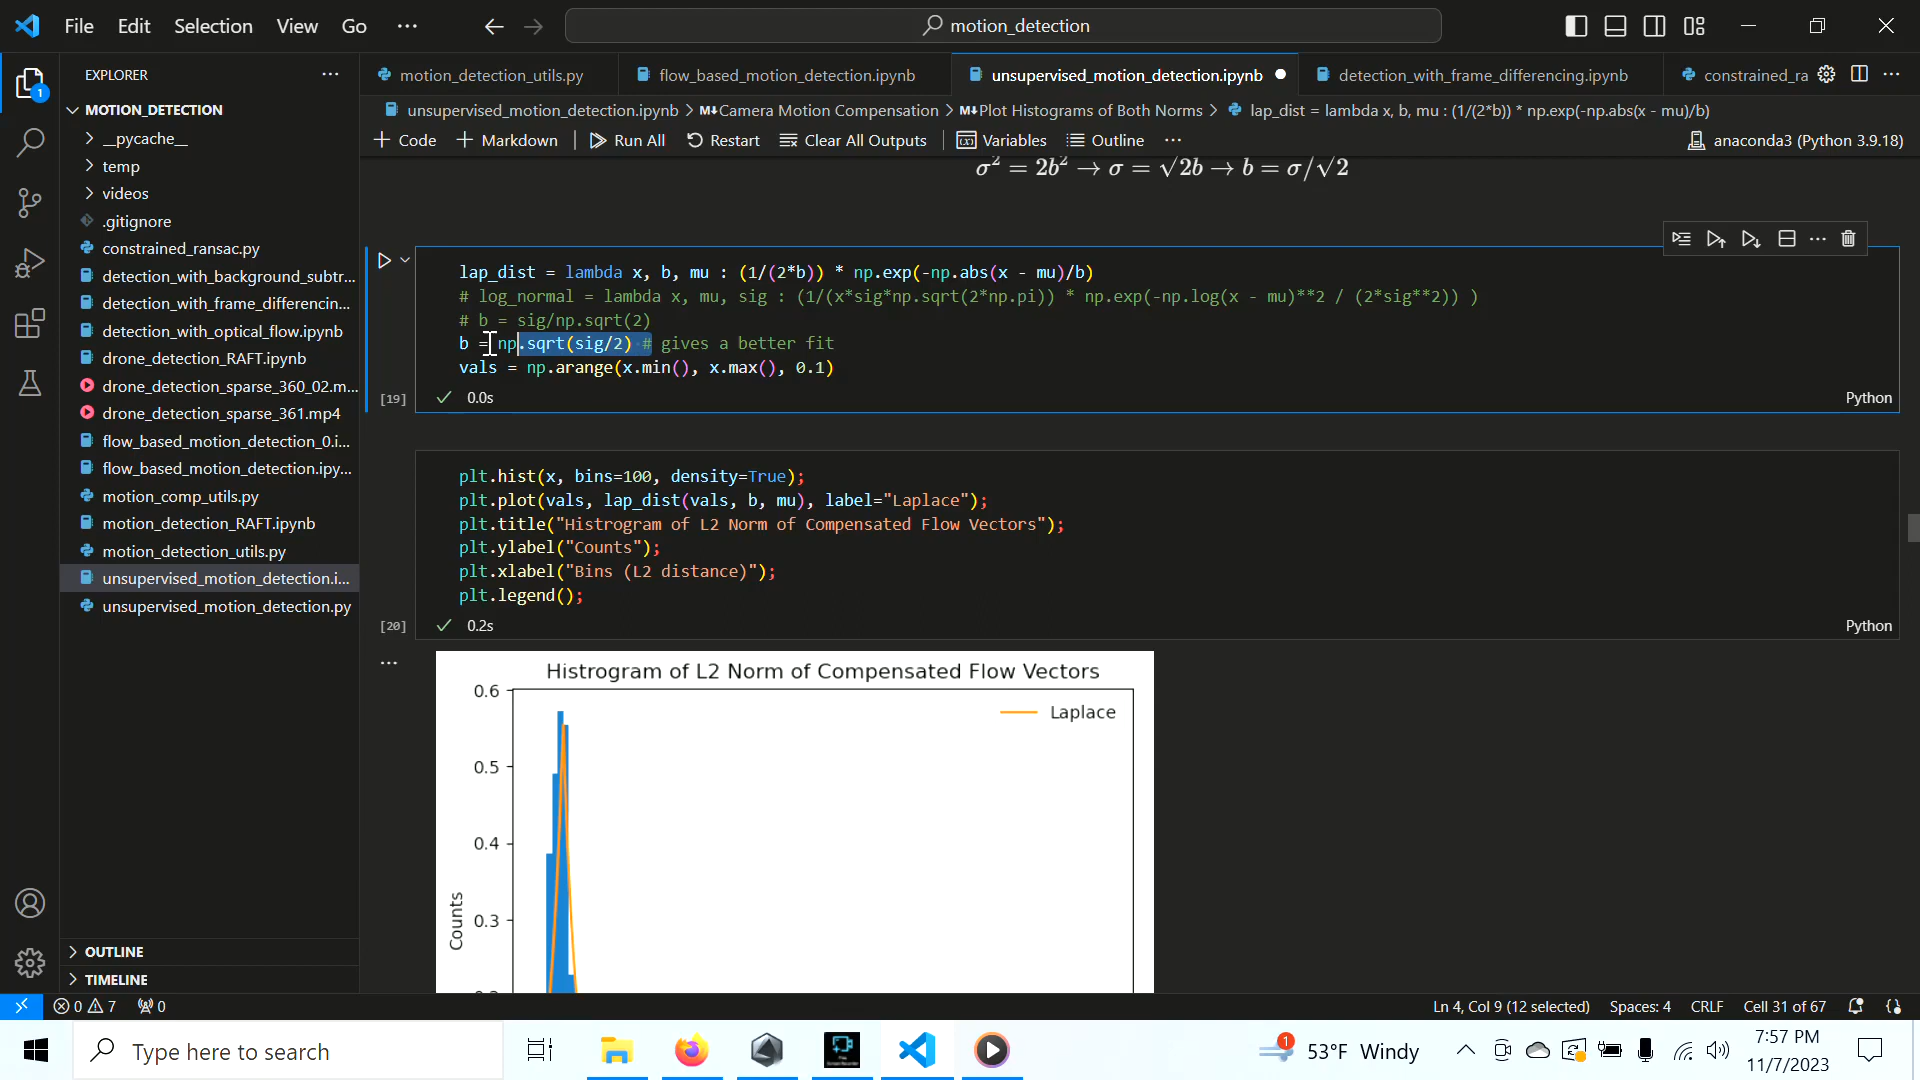 File Edit Selection View Go ··· motion_detection
EXPLORER ···
MOTION_DETECTION
__pycache__
temp
videos
.gitignore
constrained_ransac.py
detection_with_background_subtr...
detection_with_frame_differencin...
detection_with_optical_flow.ipynb
drone_detection_RAFT.ipynb
drone_detection_sparse_360_02.m...
drone_detection_sparse_361.mp4
flow_based_motion_detection_0.i...
flow_based_motion_detection.ipy...
motion_comp_utils.py
motion_detection_RAFT.ipynb
motion_detection_utils.py
unsupervised_motion_detection.i...
unsupervised_motion_detection.py
OUTLINE
TIMELINE
motion_detection_utils.py flow_based_motion_detection.ipynb unsupervised_motion_detection.ipynb detection_with_frame_differencing.ipynb constrained_ra ···
unsupervised_motion_detection.ipynb > M↓Camera Motion Compensation > M↓Plot Histograms of Both Norms > lap_dist = lambda x, b, mu : (1/(2*b)) * np.exp(-np.abs(x - mu)/b)
+ Code + Markdown Run All Restart Clear All Outputs Variables Outline ··· anaconda3 (Python 3.9.18)
σ² = 2b² → σ = √2b → b = σ/√2
lap_dist = lambda x, b, mu : (1/(2*b)) * np.exp(-np.abs(x - mu)/b)
# log_normal = lambda x, mu, sig : (1/(x*sig*np.sqrt(2*np.pi)) * np.exp(-np.log(x - mu)**2 / (2*sig**2)) )
# b = sig/np.sqrt(2)
b = np.sqrt(sig/2) # gives a better fit
vals = np.arange(x.min(), x.max(), 0.1)
[19] 0.0s Python
plt.hist(x, bins=100, density=True);
plt.plot(vals, lap_dist(vals, b, mu), label="Laplace");
plt.title("Histrogram of L2 Norm of Compensated Flow Vectors");
plt.ylabel("Counts");
plt.xlabel("Bins (L2 distance)");
plt.legend();
[20] 0.2s Python
···
Histrogram of L2 Norm of Compensated Flow Vectors
Laplace
0.6
0.5
0.4
0.3
Counts
1
0 7 0 Ln 4, Col 9 (12 selected) Spaces: 4 CRLF Cell 31 of 67
Type here to search 1 53°F Windy 7:57 PM
11/7/2023